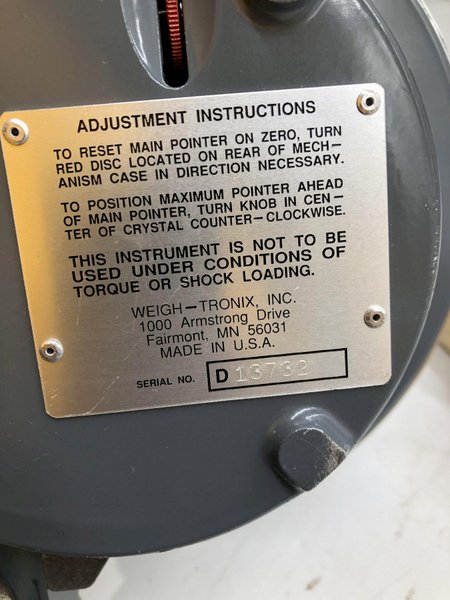 ADJUSTMENT INSTRUCTIONS
TO RESET MAIN POINTER ON ZERO, TURN
RED DISC LOCATED ON REAR OF MECH-
ANISM CASE IN DIRECTION NECESSARY.
TO POSITION MAXIMUM POINTER AHEAD
OF MAIN POINTER, TURN KNOB IN CEN-
TER OF CRYSTAL COUNTER-CLOCKWISE.
THIS INSTRUMENT IS NOT TO BE
USED UNDER CONDITIONS OF
TORQUE OR SHOCK LOADING.
WEIGH-TRONIX, INC.
1000 Armstrong Drive
Fairmont, MN 56031
MADE IN U.S.A.
SERIAL NO. D 13732